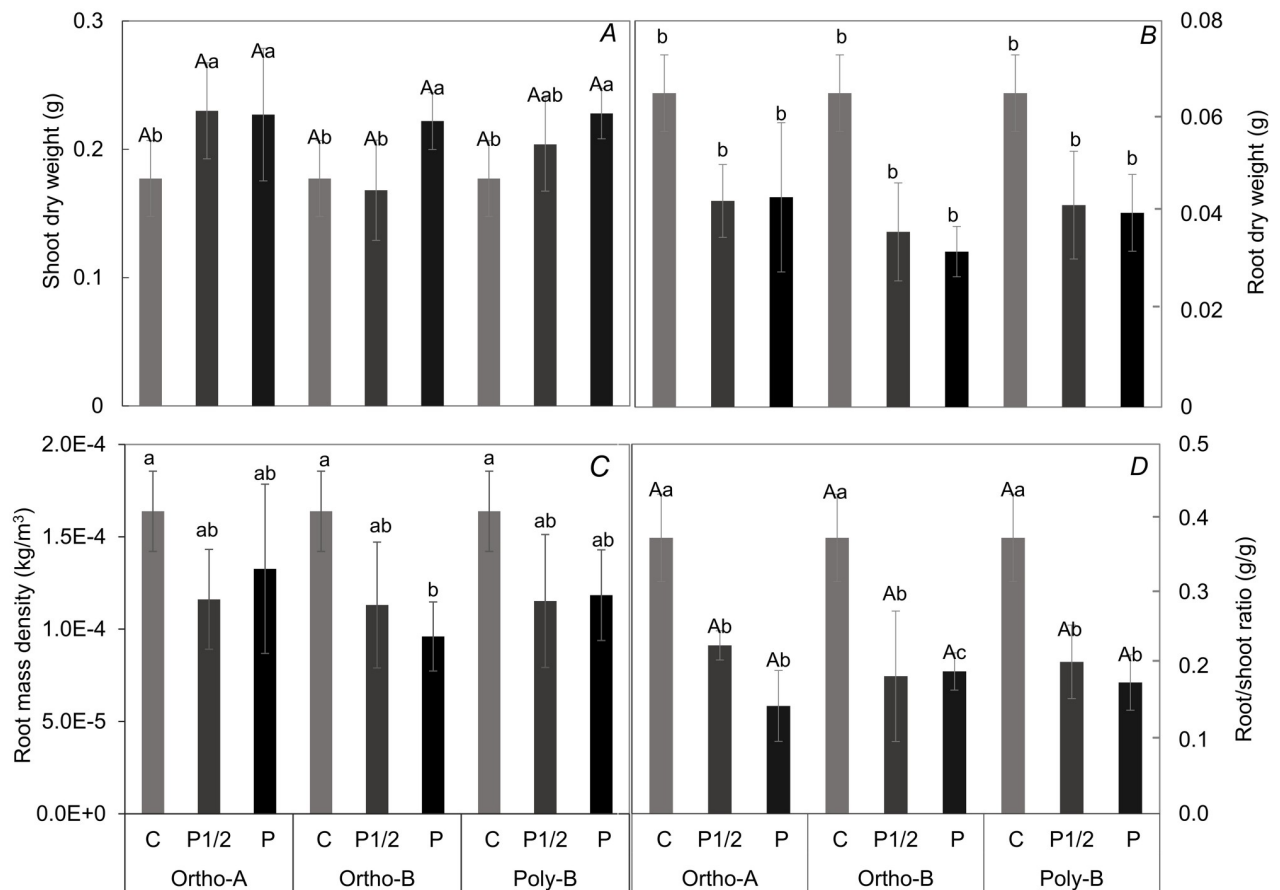 A
B
Shoot dry weight (g)
0.3
0.2
0.1
0
Ab Aa Aa Ab Ab Aa Ab Aab Aa
b b b b b b b b b
0.08
0.06
0.04
0.02
0
Root dry weight (g)
C
D
Root mass density (kg/m³)
2.0E-4
1.5E-4
1.0E-4
5.0E-5
0.0E+0
a ab ab a ab b a ab ab
Aa Ab Ab Aa Ab Ac Aa Ab Ab
0.5
0.4
0.3
0.2
0.1
0.0
Root/shoot ratio (g/g)
C P1/2 P C P1/2 P C P1/2 P C P1/2 P C P1/2 P C P1/2 P
Ortho-A Ortho-B Poly-B Ortho-A Ortho-B Poly-B